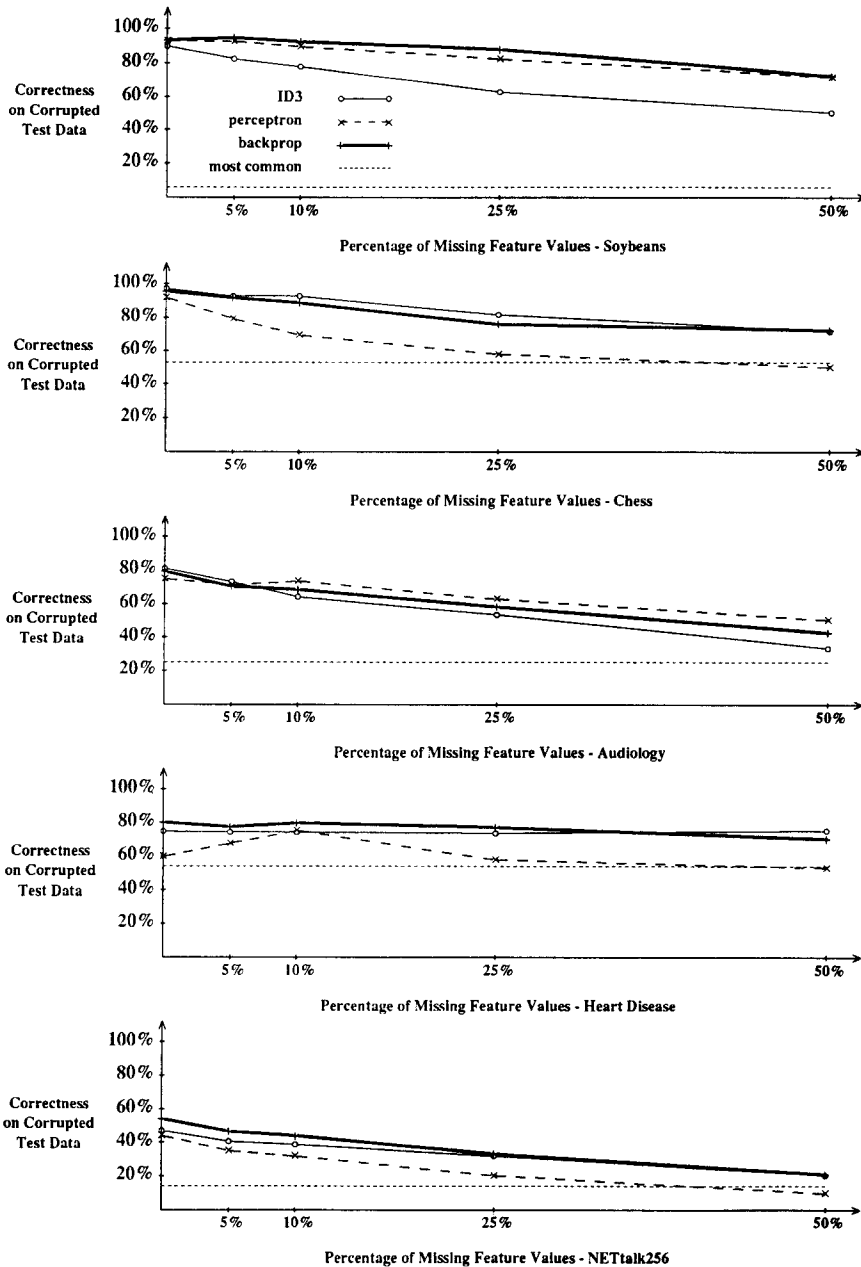 100%
80%
60%
40%
20%
Correctness
on Corrupted
Test Data
ID3
perceptron
backprop
most common
5% 10% 25% 50%
Percentage of Missing Feature Values - Soybeans
100%
80%
60%
40%
20%
Correctness
on Corrupted
Test Data
5% 10% 25% 50%
Percentage of Missing Feature Values - Chess
100%
80%
60%
40%
20%
Correctness
on Corrupted
Test Data
5% 10% 25% 50%
Percentage of Missing Feature Values - Audiology
100%
80%
60%
40%
20%
Correctness
on Corrupted
Test Data
5% 10% 25% 50%
Percentage of Missing Feature Values - Heart Disease
100%
80%
60%
40%
20%
Correctness
on Corrupted
Test Data
5% 10% 25% 50%
Percentage of Missing Feature Values - NETtalk256